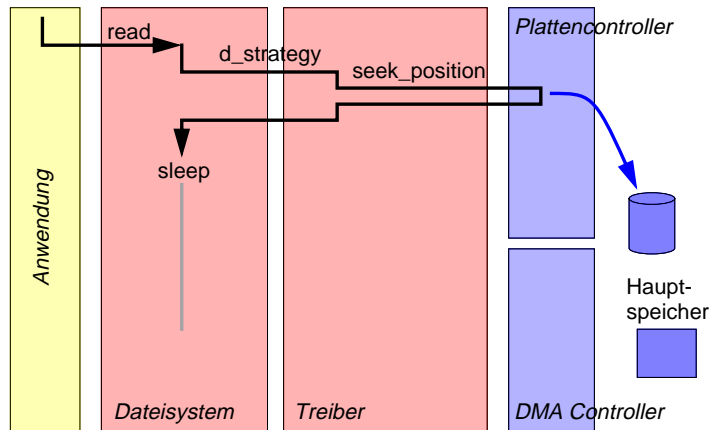 Plattencontroller
read
d_strategy
seek_position
sleep
Anwendung
Haupt-
speicher
Dateisystem
Treiber
DMA Controller